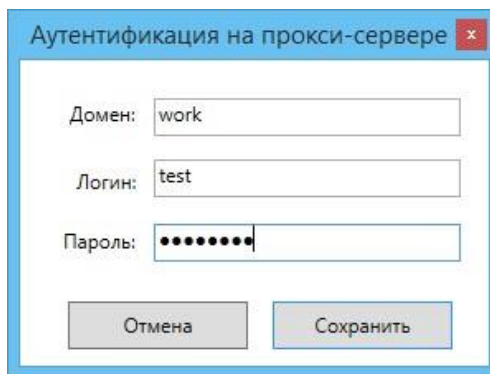 Аутентификация на прокси-сервере x
Домен: work
Логин: test
Пароль: ●●●●●●●●
Отмена Сохранить